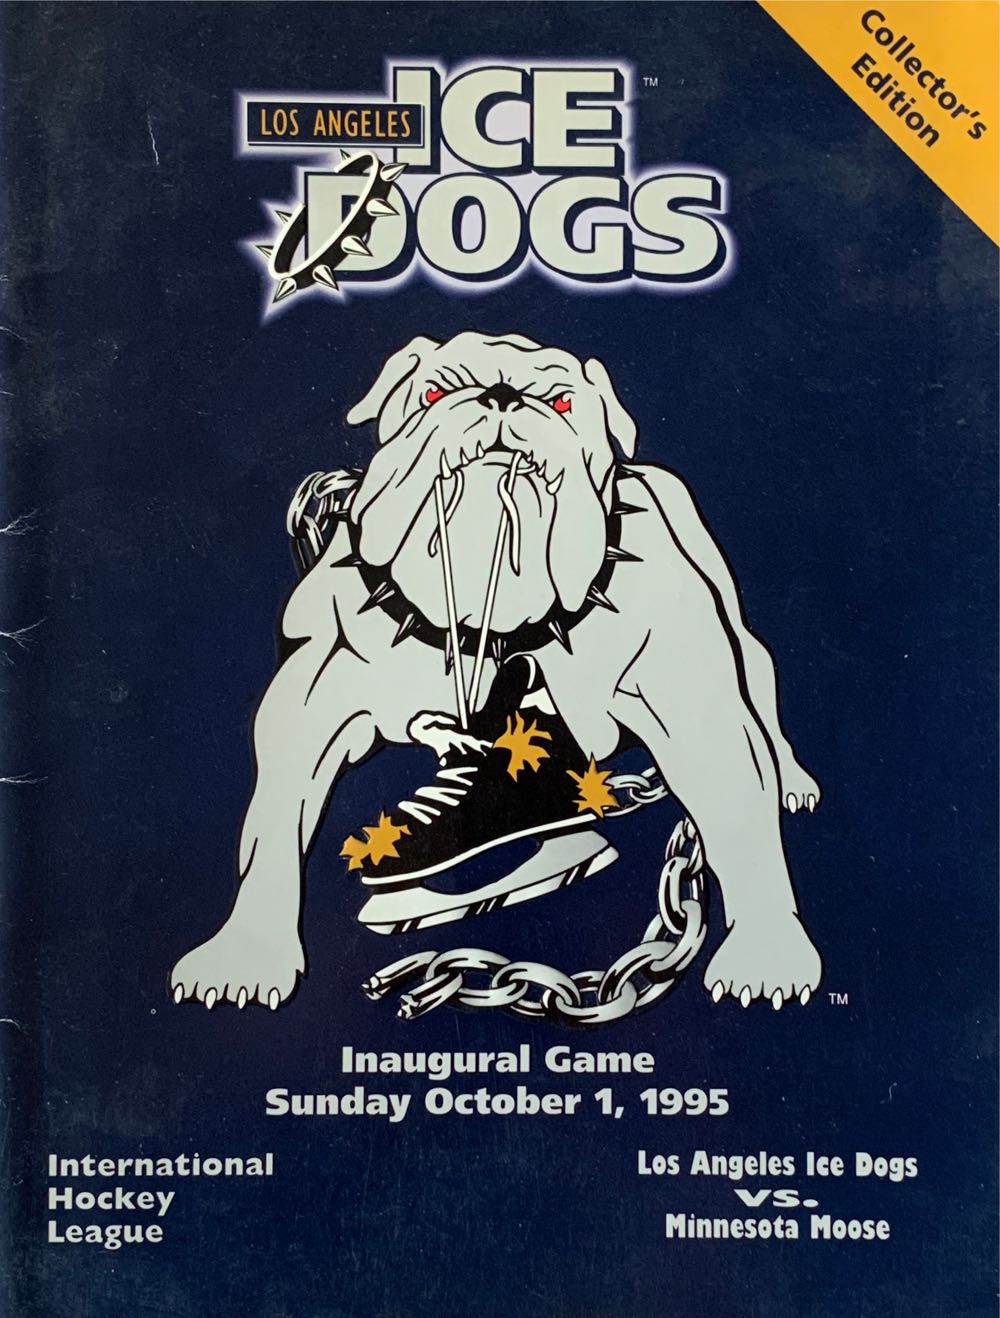 Collector's
Edition
LOS ANGELES
ICE
DOGS
TM
TM
Inaugural Game
Sunday October 1, 1995
International
Hockey
League
Los Angeles Ice Dogs
vs.
Minnesota Moose